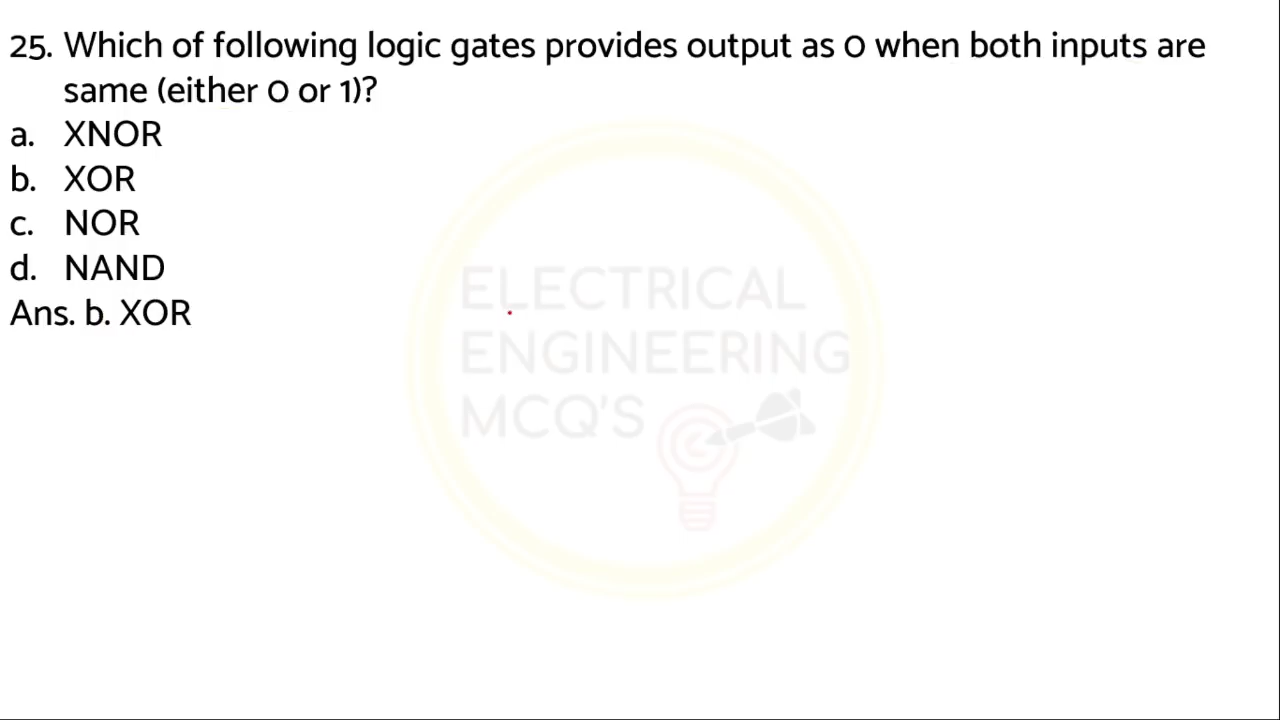 25. Which of following logic gates provides output as 0 when both inputs are
same (either 0 or 1)?
a. XNOR
b. XOR
c. NOR
d. NAND
Ans. b. XOR
ELECTRICAL
ENGINEERING
MCQ'S